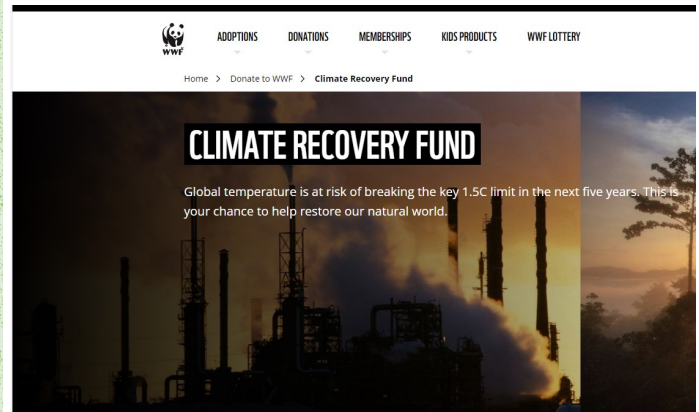 WWF
ADOPTIONS DONATIONS MEMBERSHIPS KIDS PRODUCTS WWF LOTTERY
Home > Donate to WWF > Climate Recovery Fund
CLIMATE RECOVERY FUND
Global temperature is at risk of breaking the key 1.5C limit in the next five years. This is
your chance to help restore our natural world.